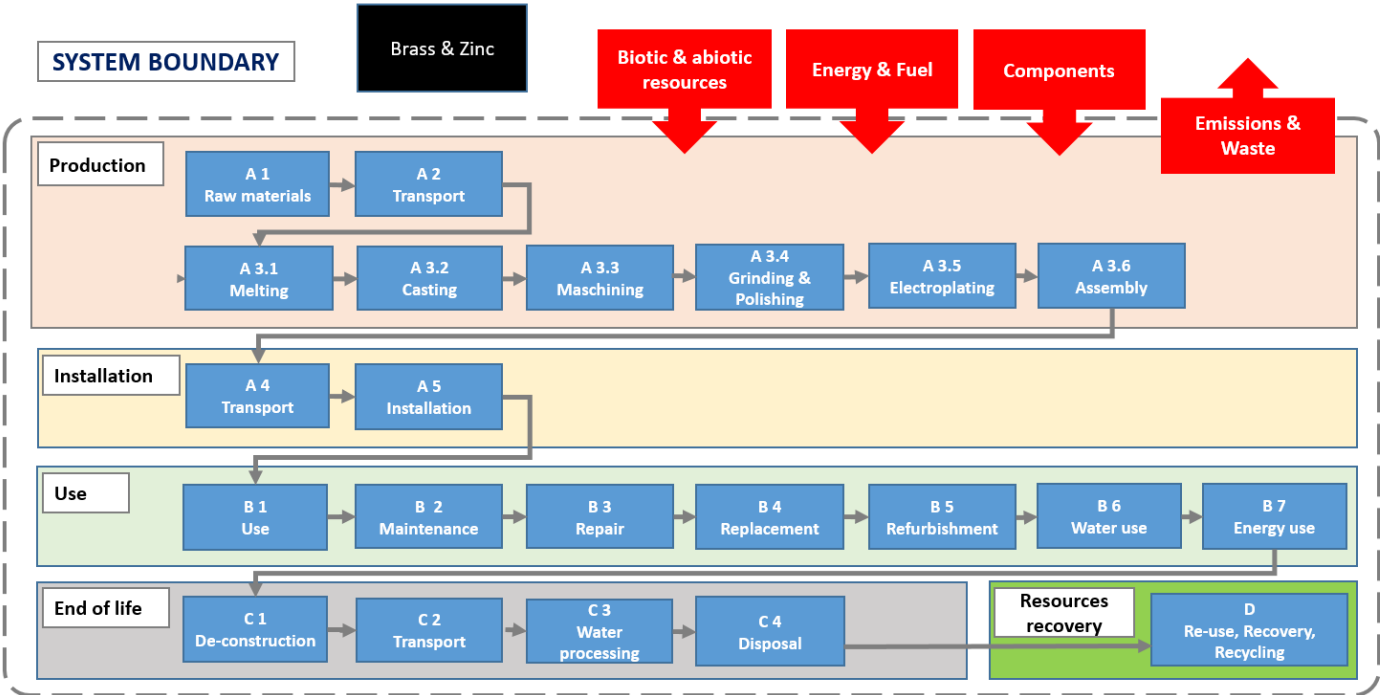 SYSTEM BOUNDARY
Brass & Zinc
Biotic & abiotic
resources
Energy & Fuel
Components
Emissions &
Waste
Production
A 1
Raw materials
A 2
Transport
A 3.1
Melting
A 3.2
Casting
A 3.3
Maschining
A 3.4
Grinding &
Polishing
A 3.5
Electroplating
A 3.6
Assembly
Installation
A 4
Transport
A 5
Installation
Use
B 1
Use
B 2
Maintenance
B 3
Repair
B 4
Replacement
B 5
Refurbishment
B 6
Water use
B 7
Energy use
End of life
C 1
De-construction
C 2
Transport
C 3
Water
processing
C 4
Disposal
Resources
recovery
D
Re-use, Recovery,
Recycling